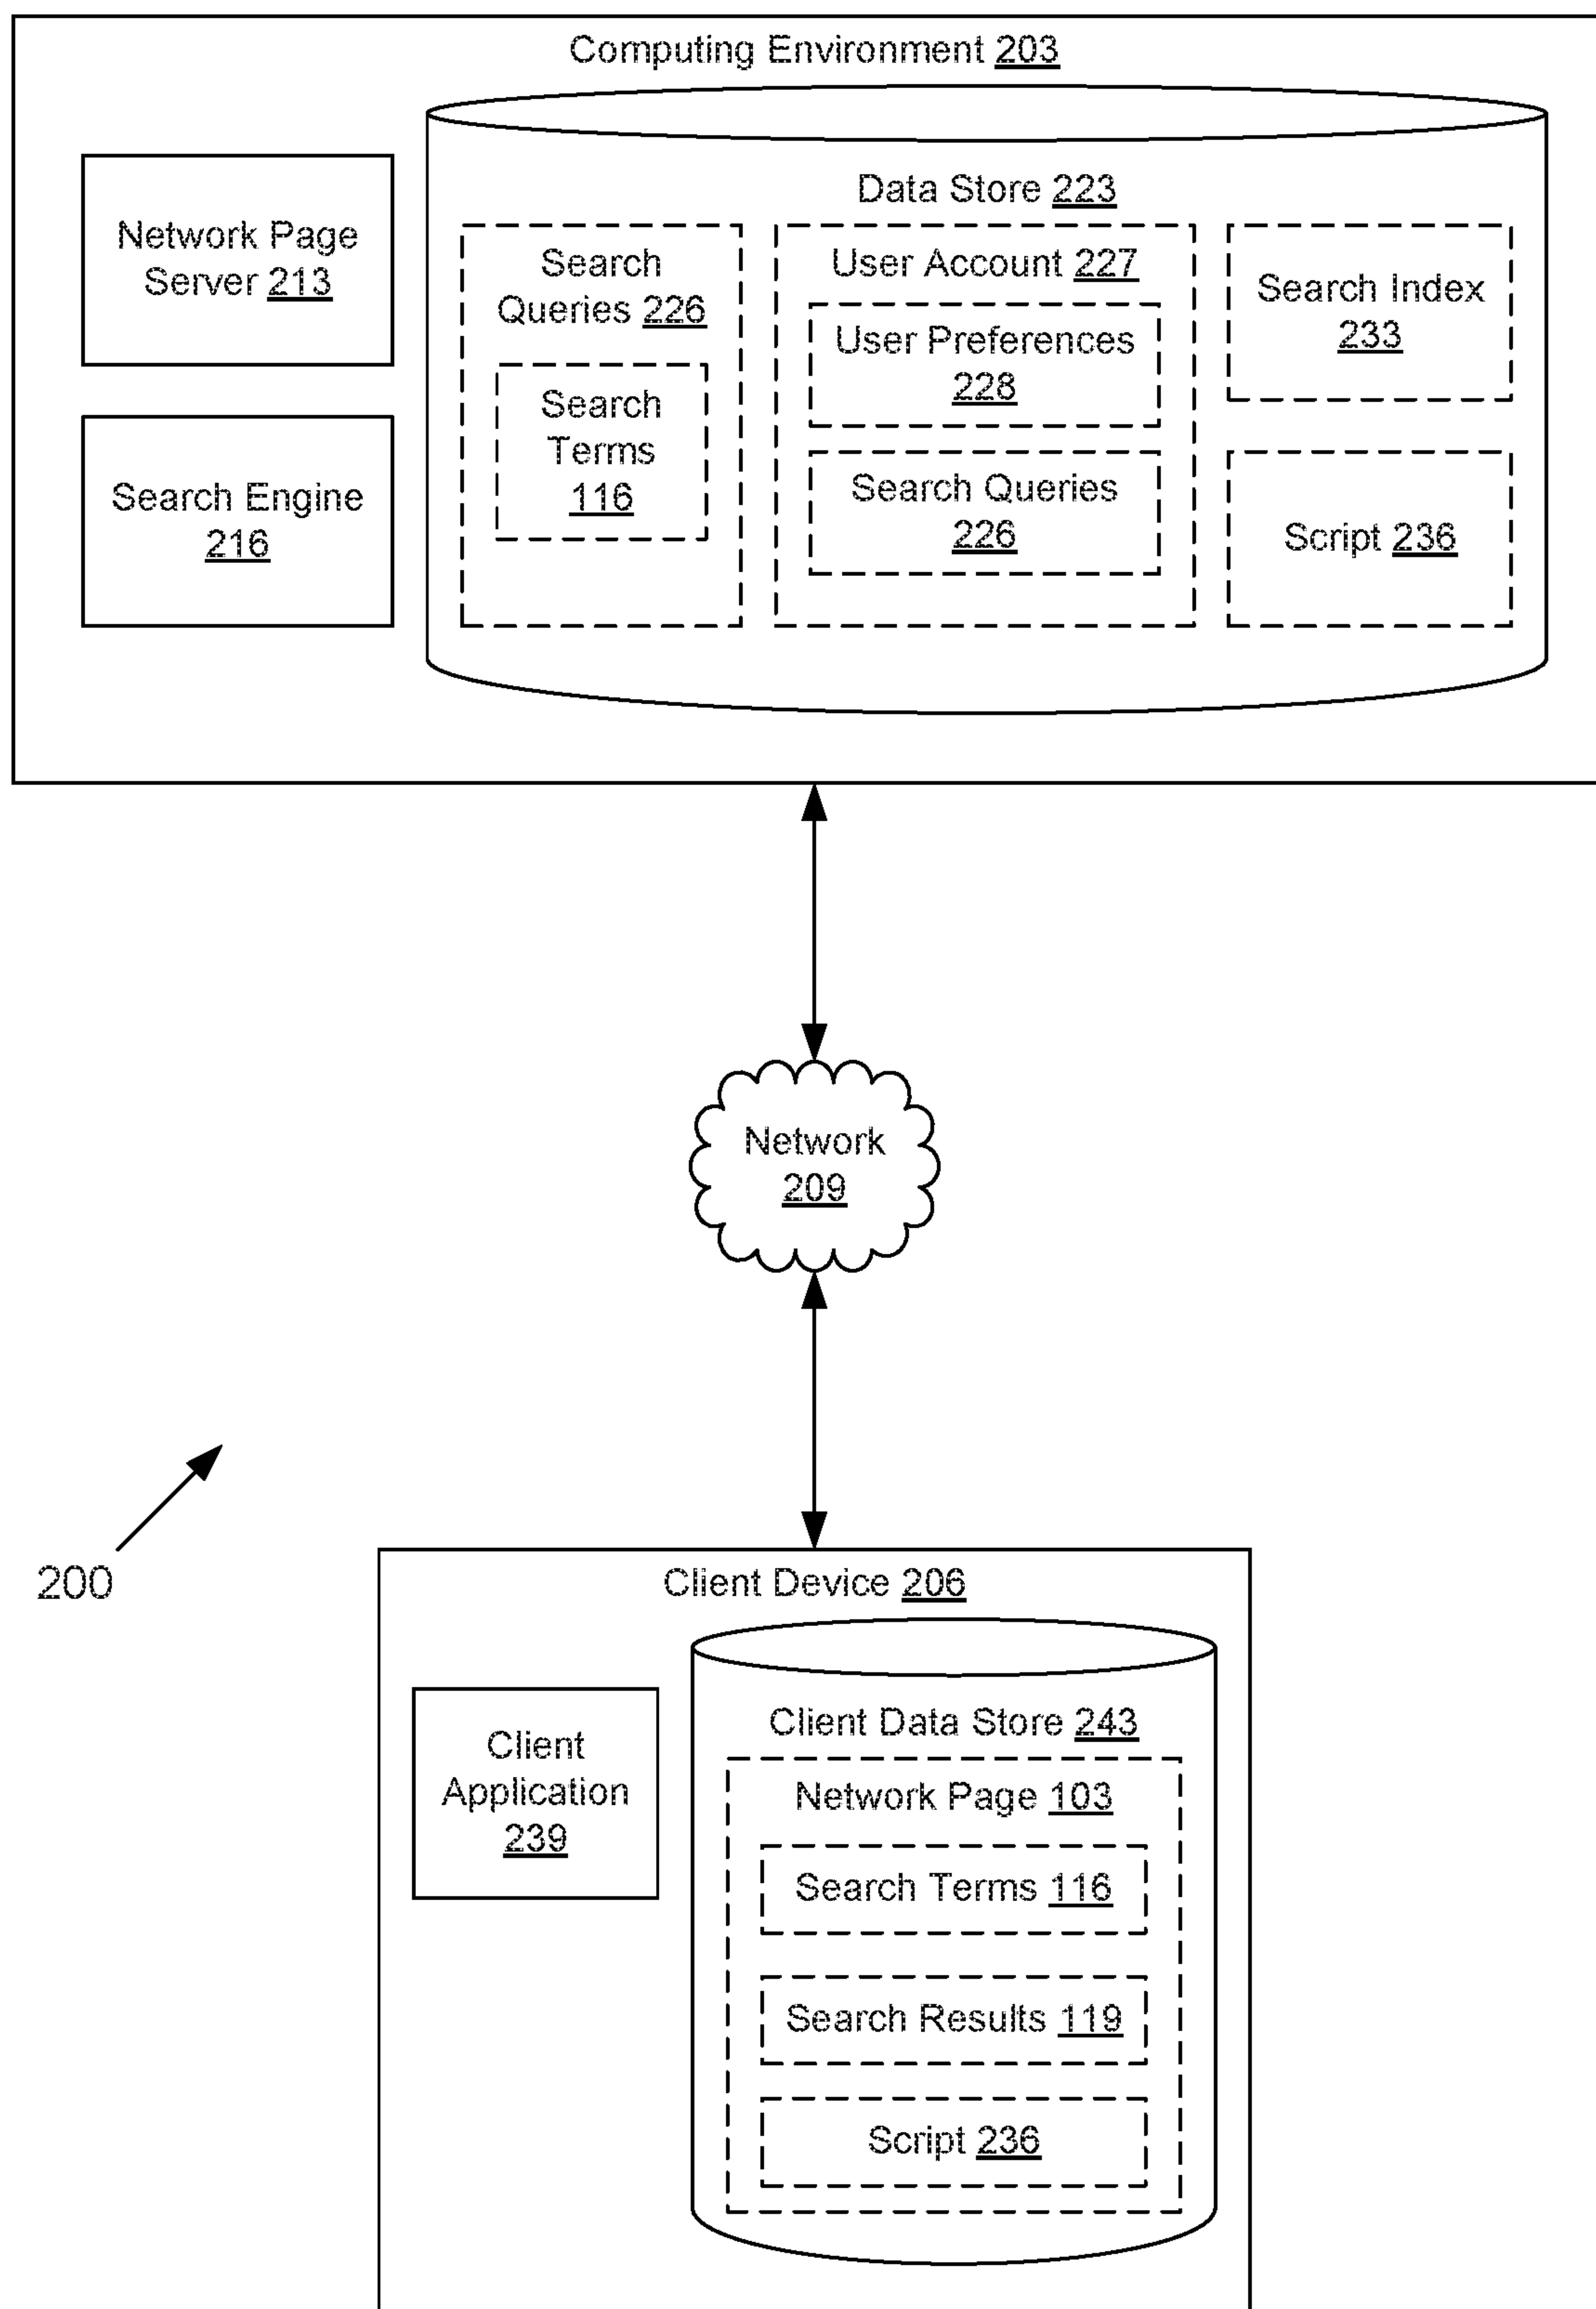 Computing Environment 203
Network Page
Server 213
Search Engine
216
Data Store 223
Search
Queries 226
Search
Terms
116
User Account 227
User Preferences
228
Search Queries
226
Search Index
233
Script 236
Network
209
200
Client Device 206
Client
Application
239
Client Data Store 243
Network Page 103
Search Terms 116
Search Results 119
Script 236